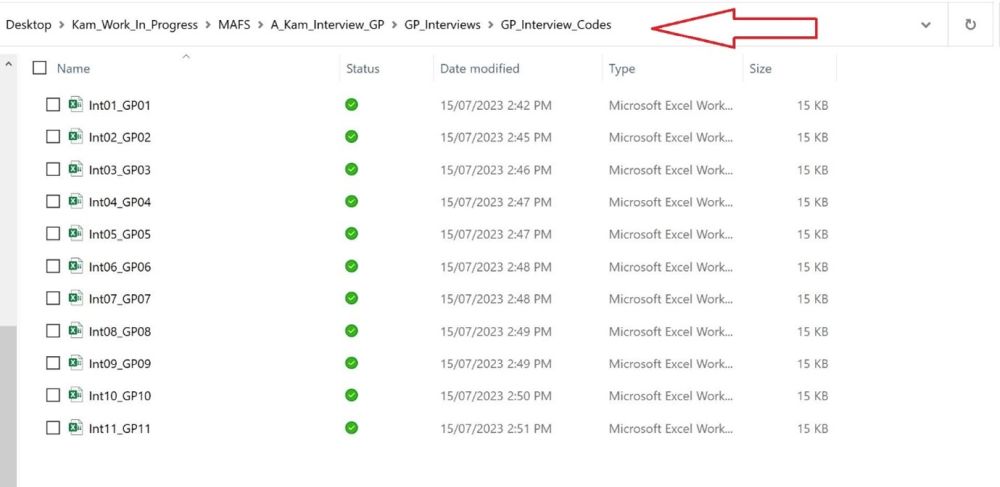 Desktop > Kam_Work_In_Progress > MAFS > A_Kam_Interview_GP > GP_Interviews > GP_Interview_Codes
Name Status Date modified Type Size
Int01_GP01 15/07/2023 2:42 PM Microsoft Excel Work... 15 KB
Int02_GP02 15/07/2023 2:45 PM Microsoft Excel Work... 15 KB
Int03_GP03 15/07/2023 2:46 PM Microsoft Excel Work... 15 KB
Int04_GP04 15/07/2023 2:47 PM Microsoft Excel Work... 15 KB
Int05_GP05 15/07/2023 2:47 PM Microsoft Excel Work... 15 KB
Int06_GP06 15/07/2023 2:48 PM Microsoft Excel Work... 15 KB
Int07_GP07 15/07/2023 2:48 PM Microsoft Excel Work... 15 KB
Int08_GP08 15/07/2023 2:49 PM Microsoft Excel Work... 15 KB
Int09_GP09 15/07/2023 2:49 PM Microsoft Excel Work... 15 KB
Int10_GP10 15/07/2023 2:50 PM Microsoft Excel Work... 15 KB
Int11_GP11 15/07/2023 2:51 PM Microsoft Excel Work... 15 KB